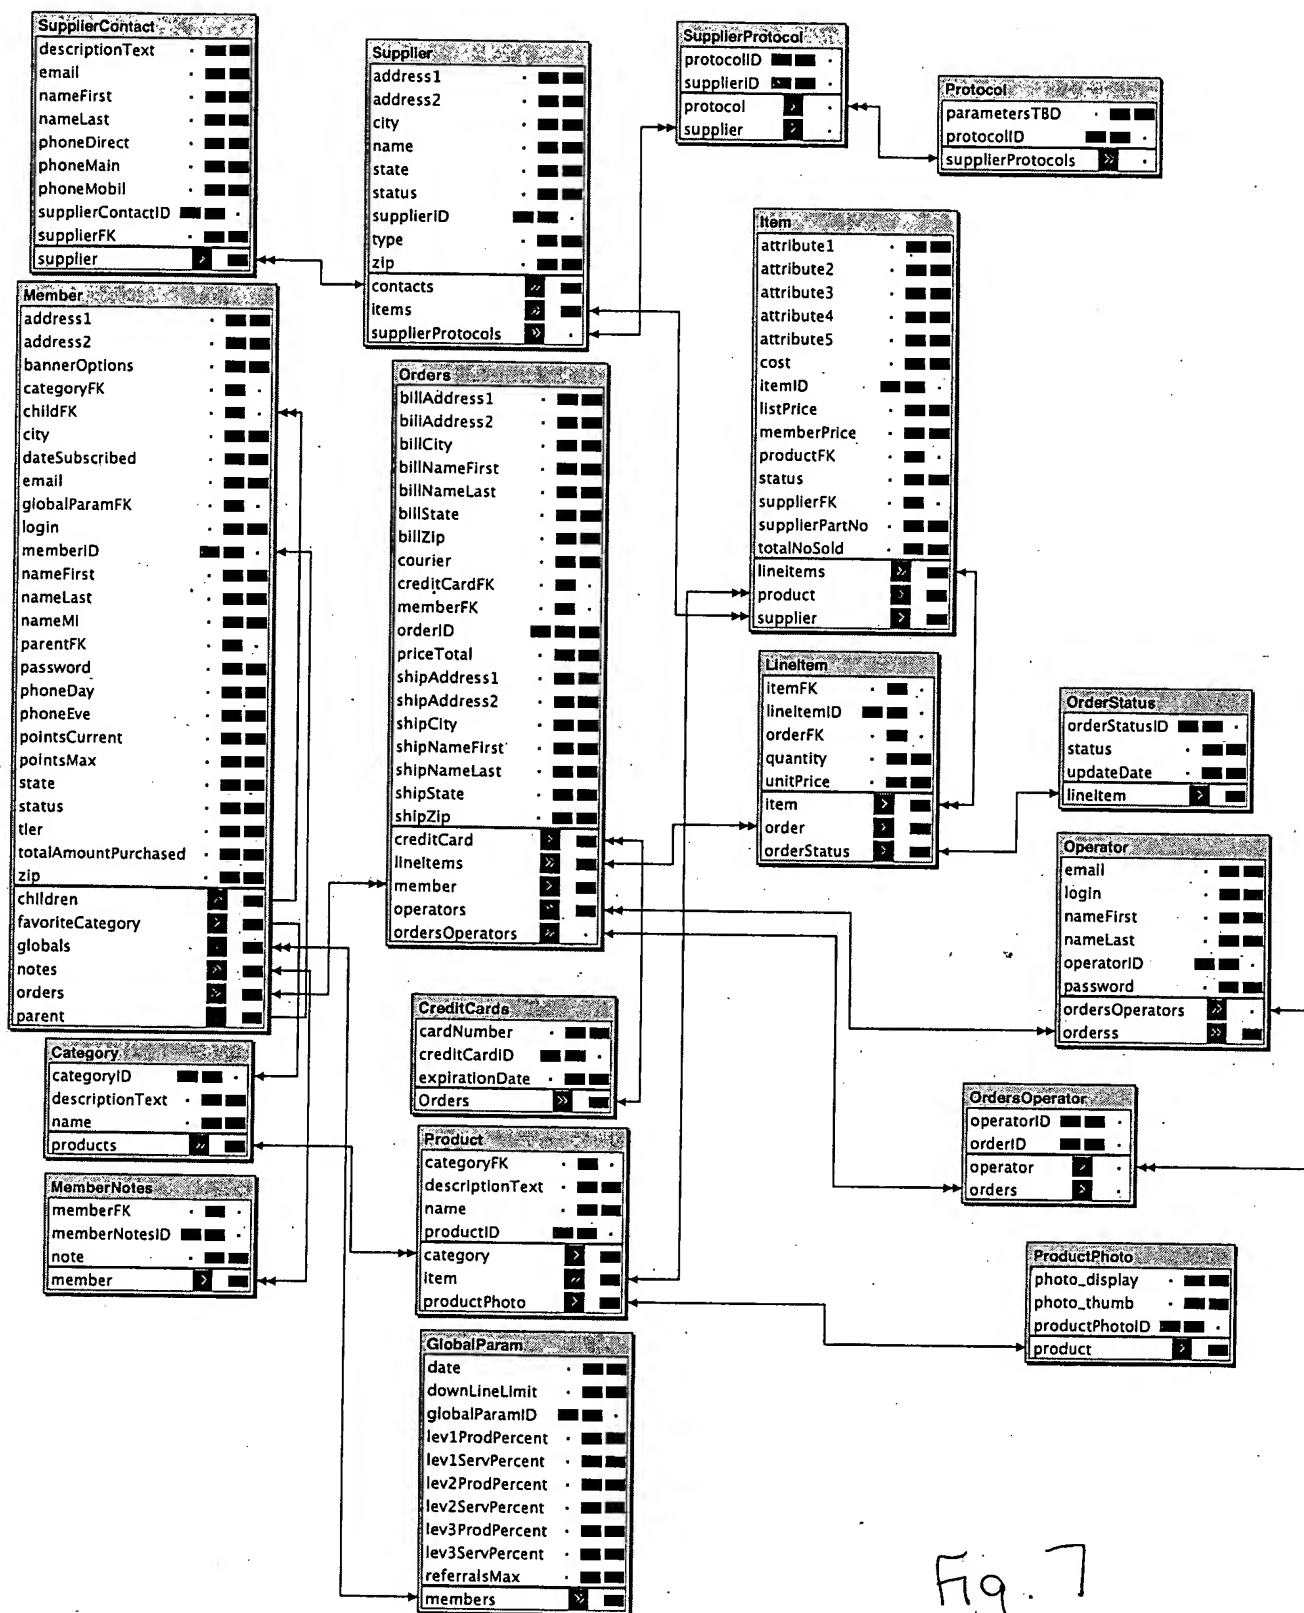 SupplierContact
descriptionText
email
nameFirst
nameLast
phoneDirect
phoneMain
phoneMobil
supplierContactID
supplierFK
supplier
Supplier
address1
address2
city
name
state
status
supplierID
type
zip
contacts
items
supplierProtocols
SupplierProtocol
protocolID
supplierID
protocol
supplier
Protocol
parametersTBD
protocolID
supplierProtocols
Item
attribute1
attribute2
attribute3
attribute4
attribute5
cost
itemID
listPrice
memberPrice
productFK
status
supplierFK
supplierPartNo
totalNoSold
lineItems
product
supplier
Member
address1
address2
bannerOptions
categoryFK
childFK
city
dateSubscribed
email
globalParamFK
login
memberID
nameFirst
nameLast
nameMI
parentFK
password
phoneDay
phoneEve
pointsCurrent
pointsMax
state
status
tier
totalAmountPurchased
zip
children
favoriteCategory
globals
notes
orders
parent
Orders
billAddress1
billAddress2
billCity
billNameFirst
billNameLast
billState
billZip
courier
creditCardFK
memberFK
orderID
priceTotal
shipAddress1
shipAddress2
shipCity
shipNameFirst
shipNameLast
shipState
shipZip
creditCard
lineItems
member
operators
ordersOperators
LineItem
itemFK
lineItemID
orderFK
quantity
unitPrice
item
order
orderStatus
OrderStatus
orderStatusID
status
updateDate
lineItem
Operator
email
login
nameFirst
nameLast
operatorID
password
ordersOperators
orderss
CreditCards
cardNumber
creditCardID
expirationDate
Orders
Category
categoryID
descriptionText
name
products
OrdersOperator
operatorID
orderID
operator
orders
Product
categoryFK
descriptionText
name
productID
category
item
productPhoto
MemberNotes
memberFK
memberNotesID
note
member
ProductPhoto
photo_display
photo_thumb
productPhotoID
product
GlobalParam
date
downLineLimit
globalParamID
lev1ProdPercent
lev1ServPercent
lev2ProdPercent
lev2ServPercent
lev3ProdPercent
lev3ServPercent
referralsMax
members
Fig. 7